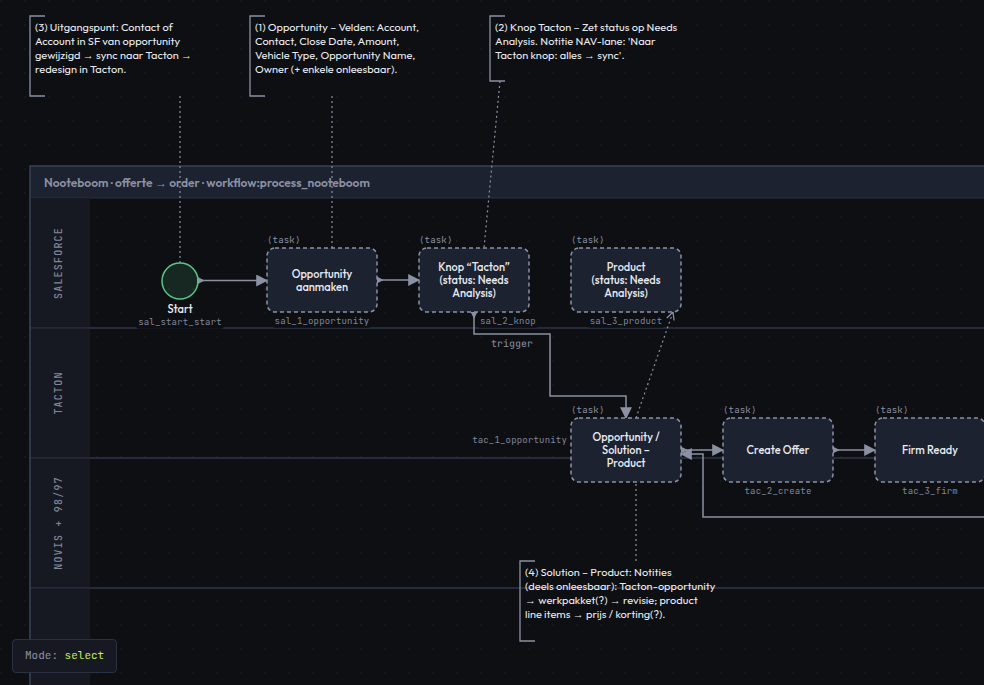 (3) Uitgangspunt: Contact of
Account in SF van opportunity
gewijzigd → sync naar Tacton →
redesign in Tacton.
(1) Opportunity – Velden: Account,
Contact, Close Date, Amount,
Vehicle Type, Opportunity Name,
Owner (+ enkele onleesbaar).
(2) Knop Tacton – Zet status op Needs
Analysis. Notitie NAV-lane: 'Naar
Tacton knop: alles → sync'.
Nooteboom · offerte → order · workflow:process_nooteboom
SALESFORCE
Start
sal_start_start
(task)
Opportunity
aanmaken
sal_1_opportunity
(task)
Knop “Tacton”
(status: Needs
Analysis)
sal_2_knop
(task)
Product
(status: Needs
Analysis)
sal_3_product
trigger
TACTON
(task)
Opportunity /
Solution –
Product
tac_1_opportunity
(task)
Create Offer
tac_2_create
(task)
Firm Ready
tac_3_firm
NOVIS + 98/97
(4) Solution – Product: Notities
(deels onleesbaar): Tacton-opportunity
→ werkpakket(?) → revisie; product
line items → prijs / korting(?).
Mode: select